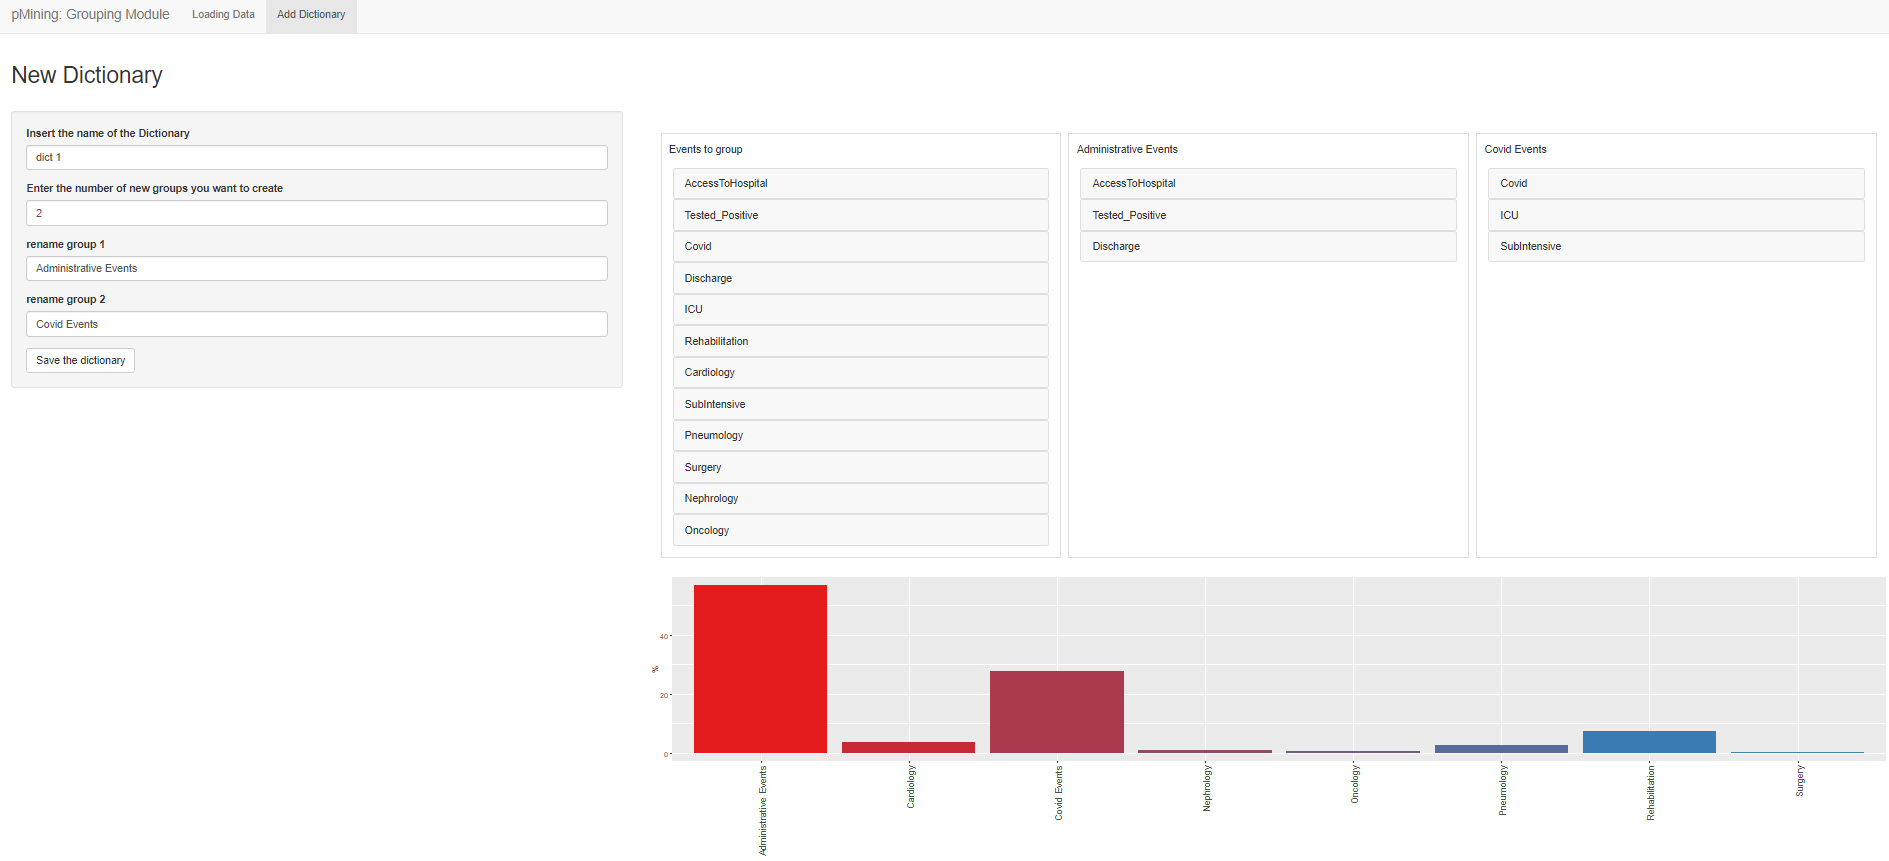 pMining: Grouping Module Loading Data Add Dictionary
New Dictionary
Insert the name of the Dictionary
dict 1
Enter the number of new groups you want to create
2
rename group 1
Administrative Events
rename group 2
Covid Events
Save the dictionary
Events to group
AccessToHospital
Tested_Positive
Covid
Discharge
ICU
Rehabilitation
Cardiology
SubIntensive
Pneumology
Surgery
Nephrology
Oncology
Administrative Events
AccessToHospital
Tested_Positive
Discharge
Covid Events
Covid
ICU
SubIntensive
%
40
20
0
Administrative Events
Cardiology
Covid Events
Nephrology
Oncology
Pneumology
Rehabilitation
Surgery